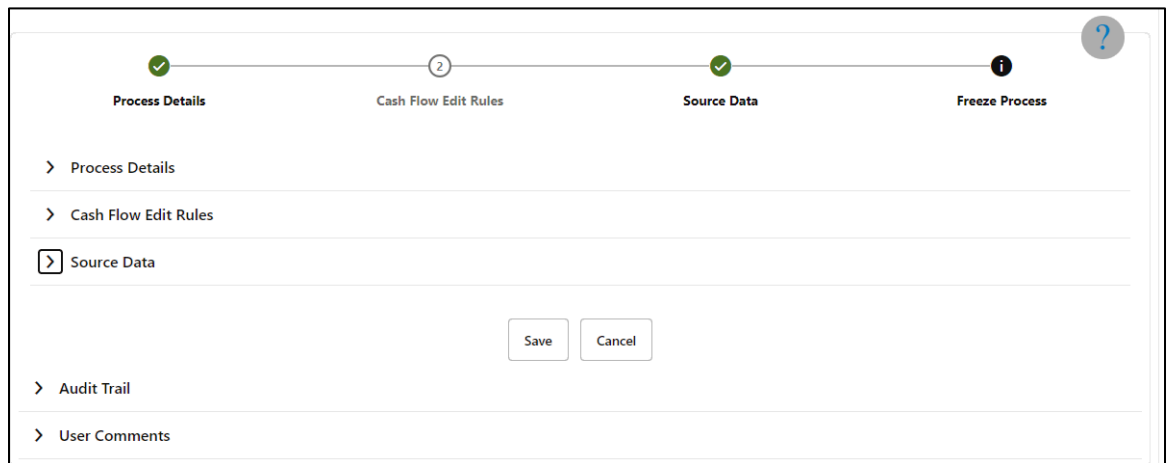 ?
2
i
Process Details
Cash Flow Edit Rules
Source Data
Freeze Process
Process Details
Cash Flow Edit Rules
Source Data
Save
Cancel
Audit Trail
User Comments